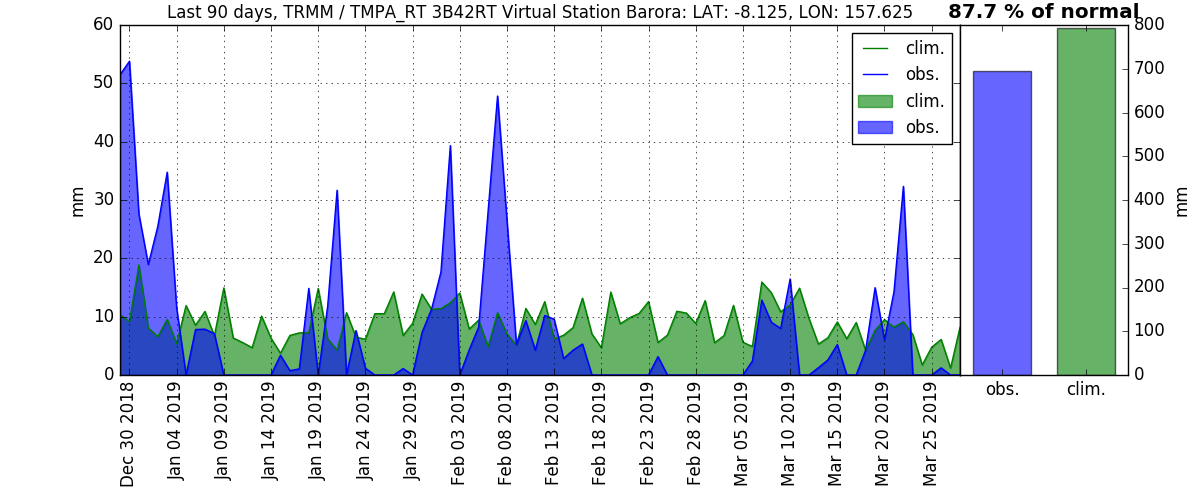 Last 90 days, TRMM / TMPA_RT 3B42RT Virtual Station Barora: LAT: -8.125, LON: 157.625
87.7 % of normal
60
50
40
30
20
10
0
mm
clim.
obs.
clim.
obs.
800
700
600
500
400
300
200
100
0
mm
Dec 30 2018
Jan 04 2019
Jan 09 2019
Jan 14 2019
Jan 19 2019
Jan 24 2019
Jan 29 2019
Feb 03 2019
Feb 08 2019
Feb 13 2019
Feb 18 2019
Feb 23 2019
Feb 28 2019
Mar 05 2019
Mar 10 2019
Mar 15 2019
Mar 20 2019
Mar 25 2019
obs.
clim.